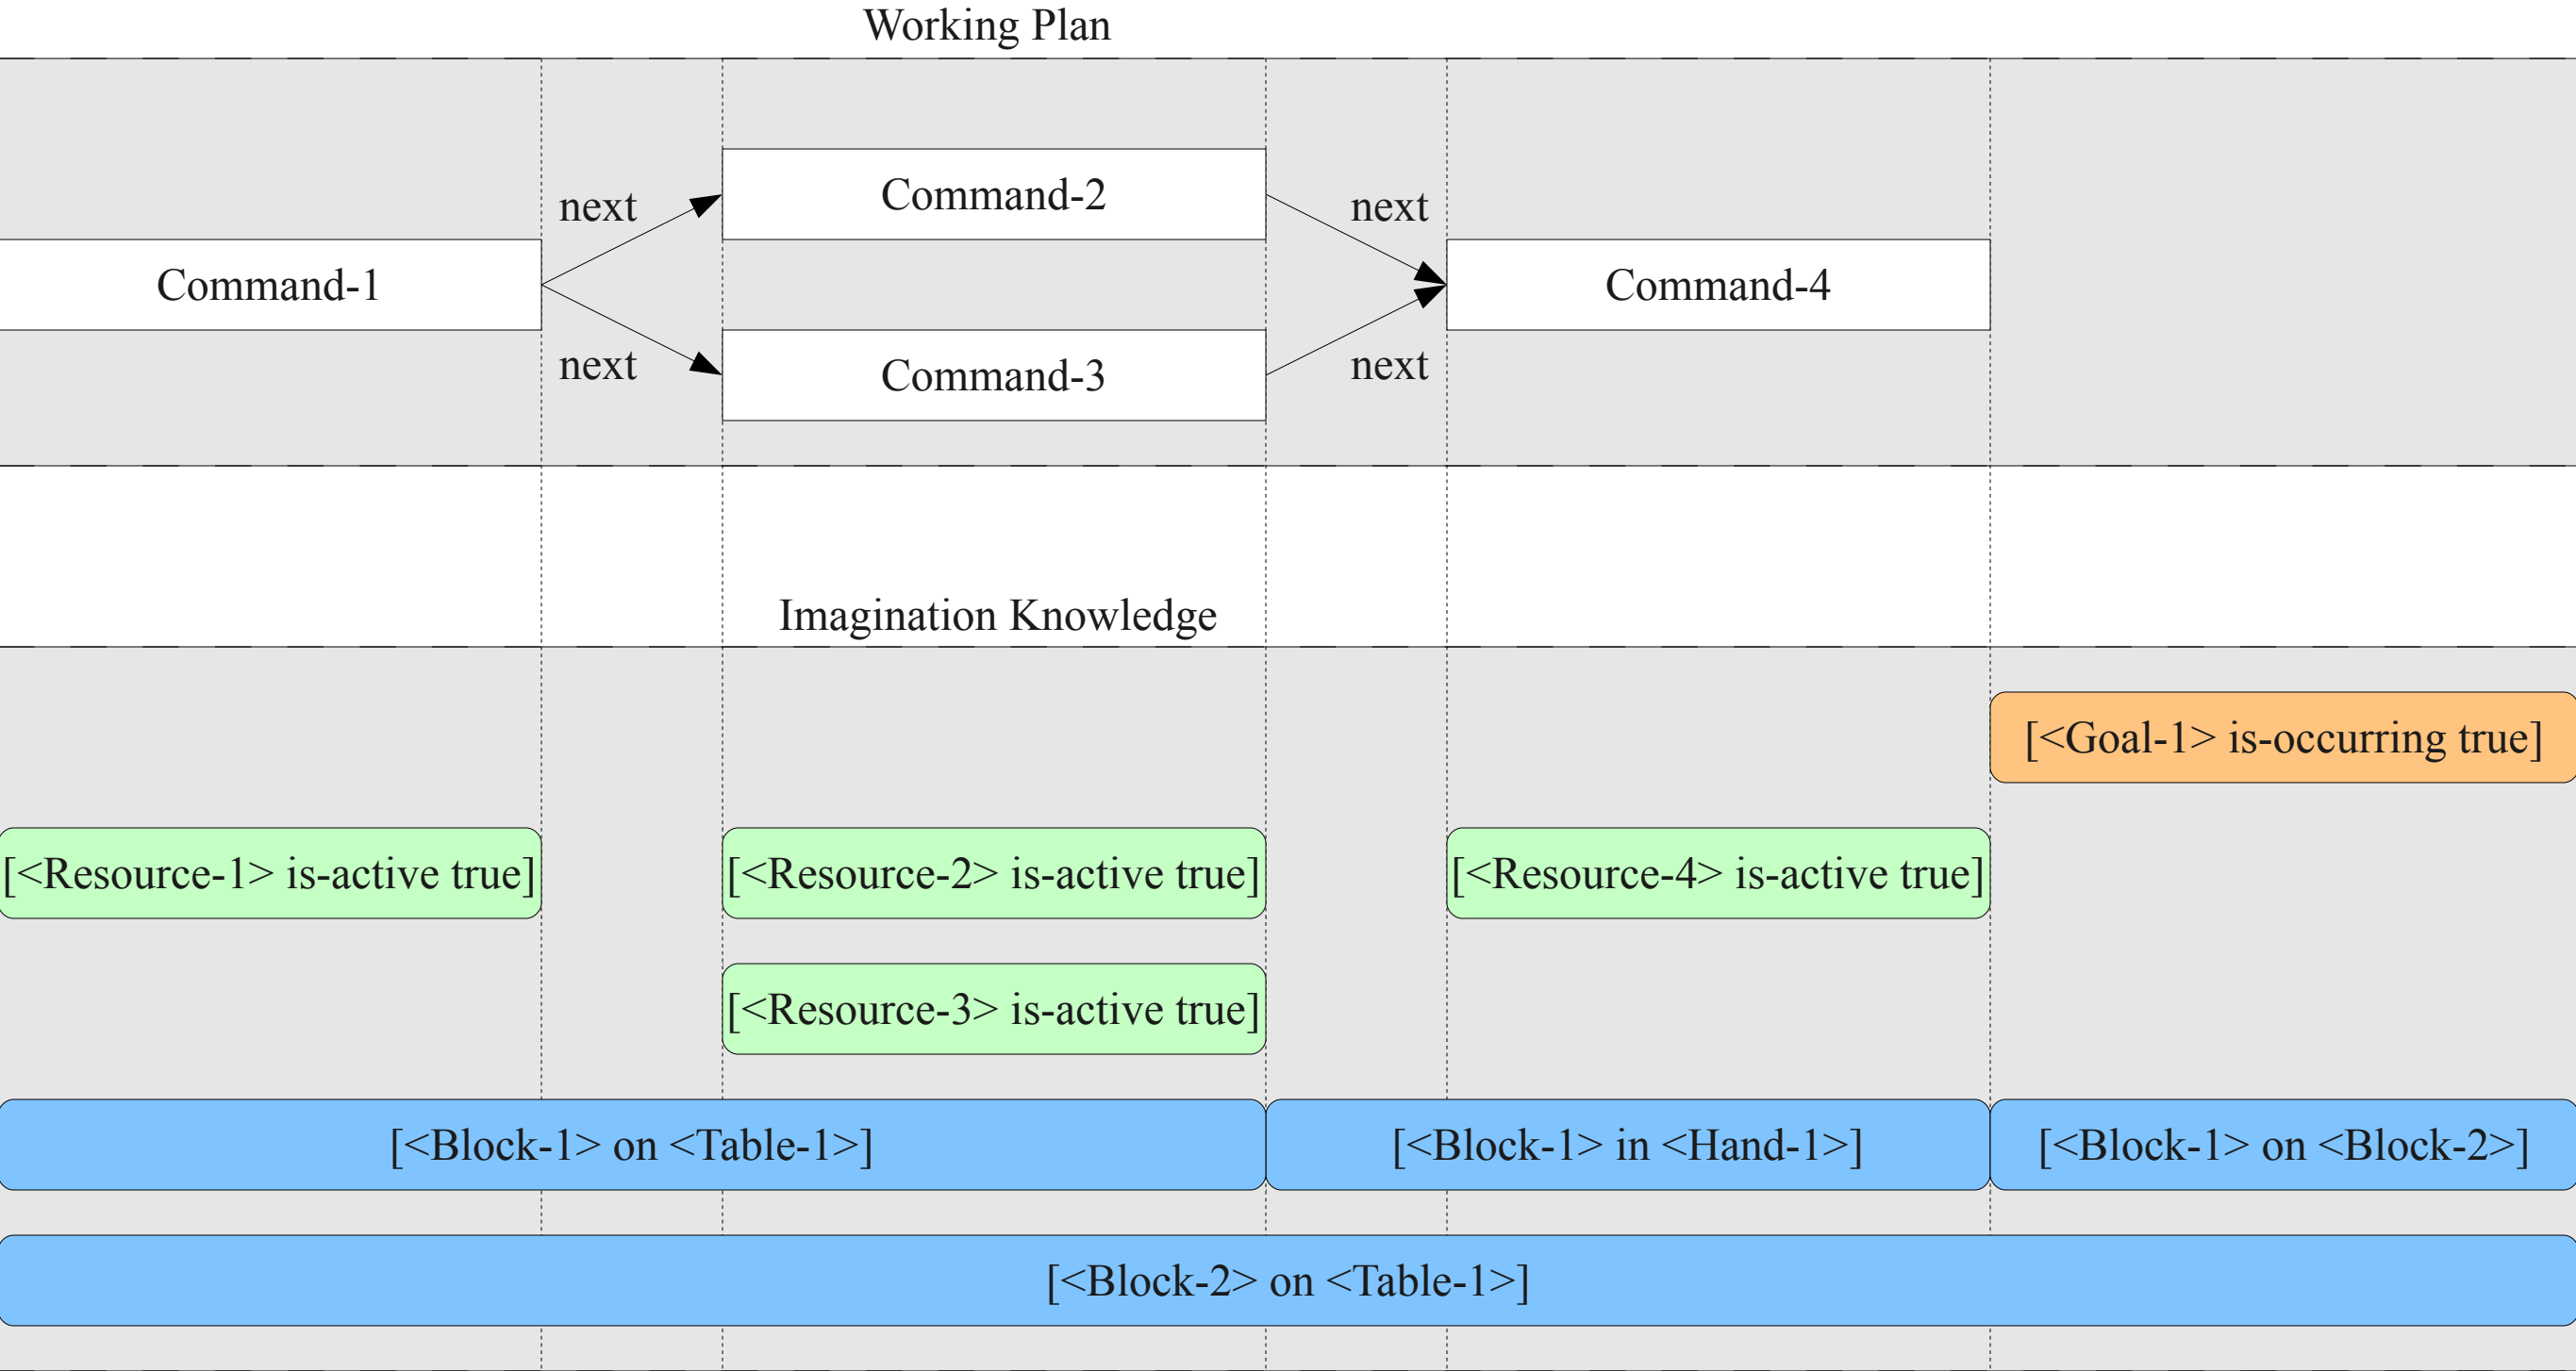 Working Plan
Command-2
next
next
Command-1
Command-4
next
next
Command-3
Imagination Knowledge
[<Goal-1> is-occurring true]
[<Resource-1> is-active true]
[<Resource-2> is-active true]
[<Resource-4> is-active true]
[<Resource-3> is-active true]
[<Block-1> on <Table-1>]
[<Block-1> in <Hand-1>]
[<Block-1> on <Block-2>]
[<Block-2> on <Table-1>]